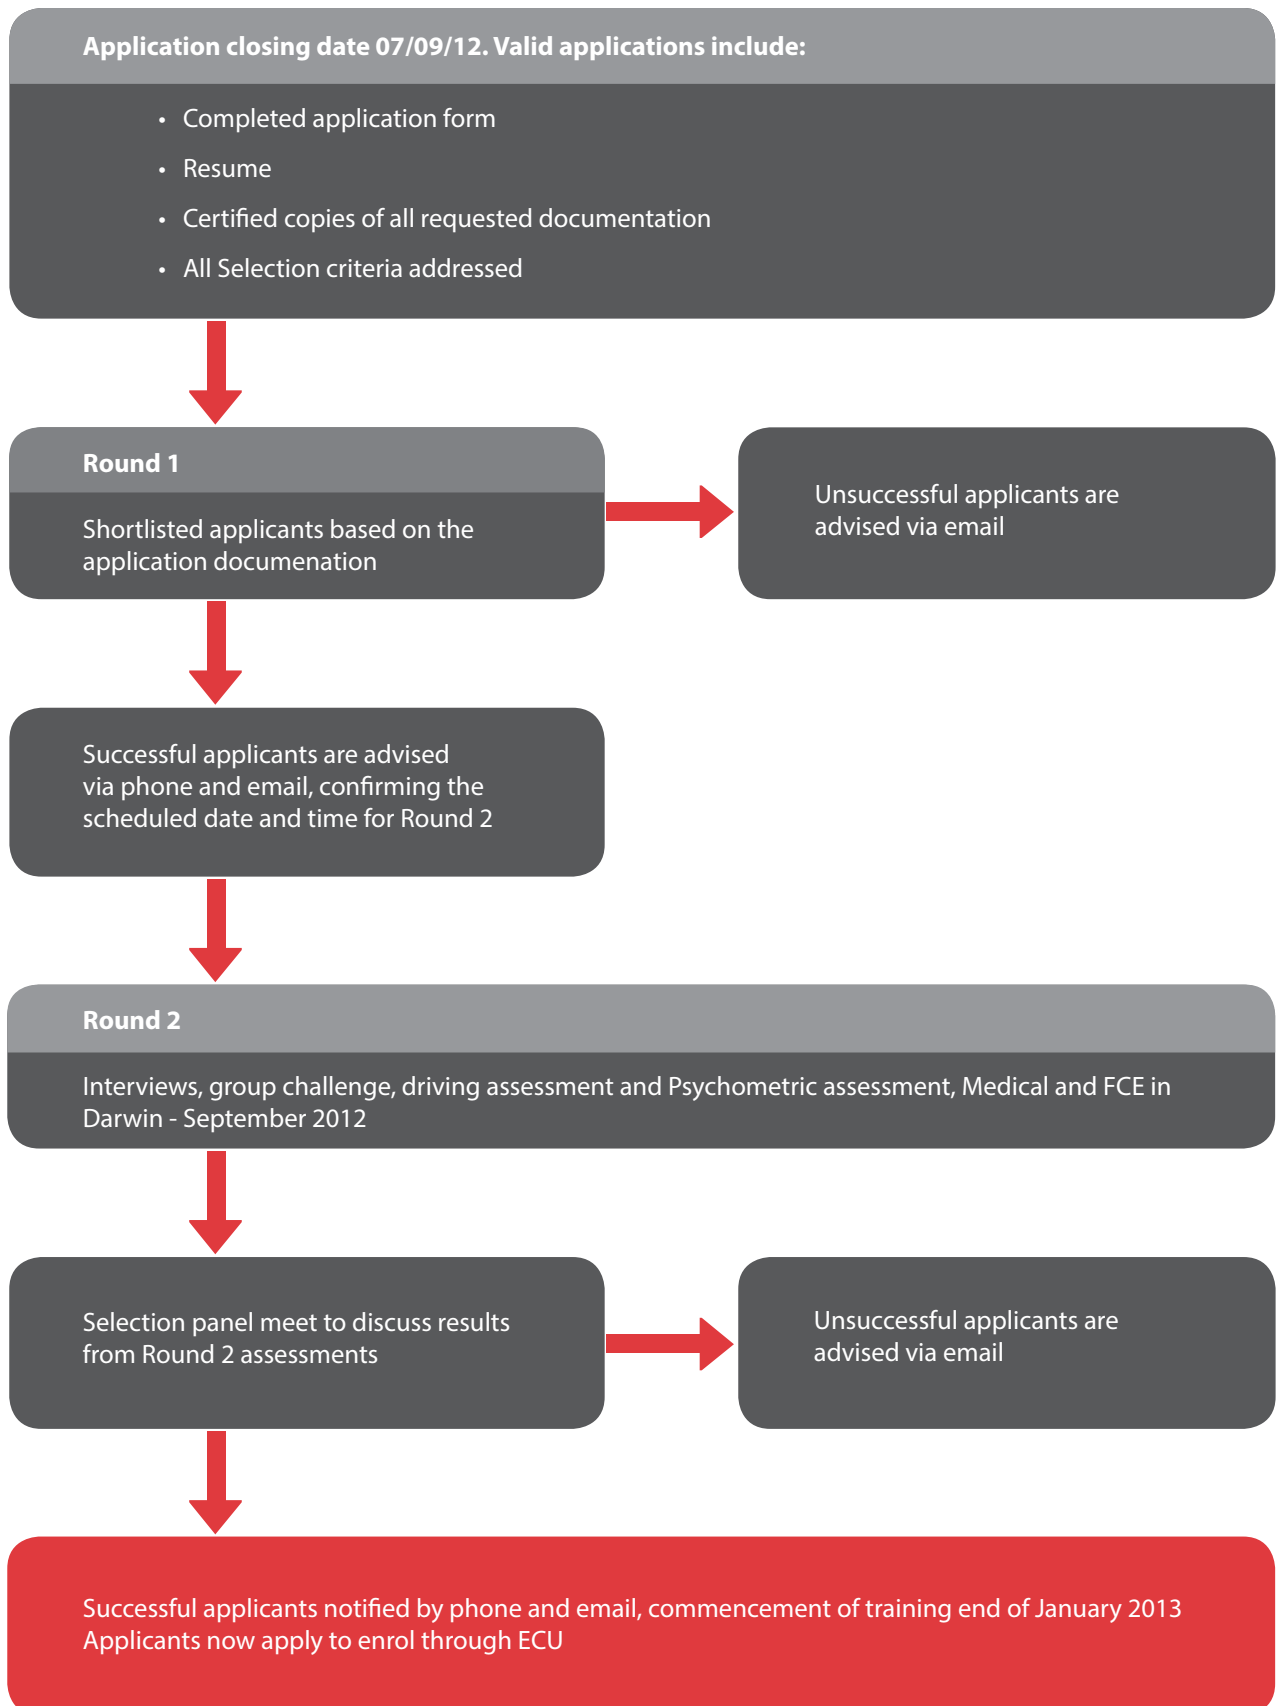 Application closing date 07/09/12. Valid applications include:
• Completed application form
• Resume
• Certified copies of all requested documentation
• All Selection criteria addressed
Round 1
Shortlisted applicants based on the
application documenation
Unsuccessful applicants are
advised via email
Successful applicants are advised
via phone and email, confirming the
scheduled date and time for Round 2
Round 2
Interviews, group challenge, driving assessment and Psychometric assessment, Medical and FCE in
Darwin - September 2012
Selection panel meet to discuss results
from Round 2 assessments
Unsuccessful applicants are
advised via email
Successful applicants notified by phone and email, commencement of training end of January 2013
Applicants now apply to enrol through ECU